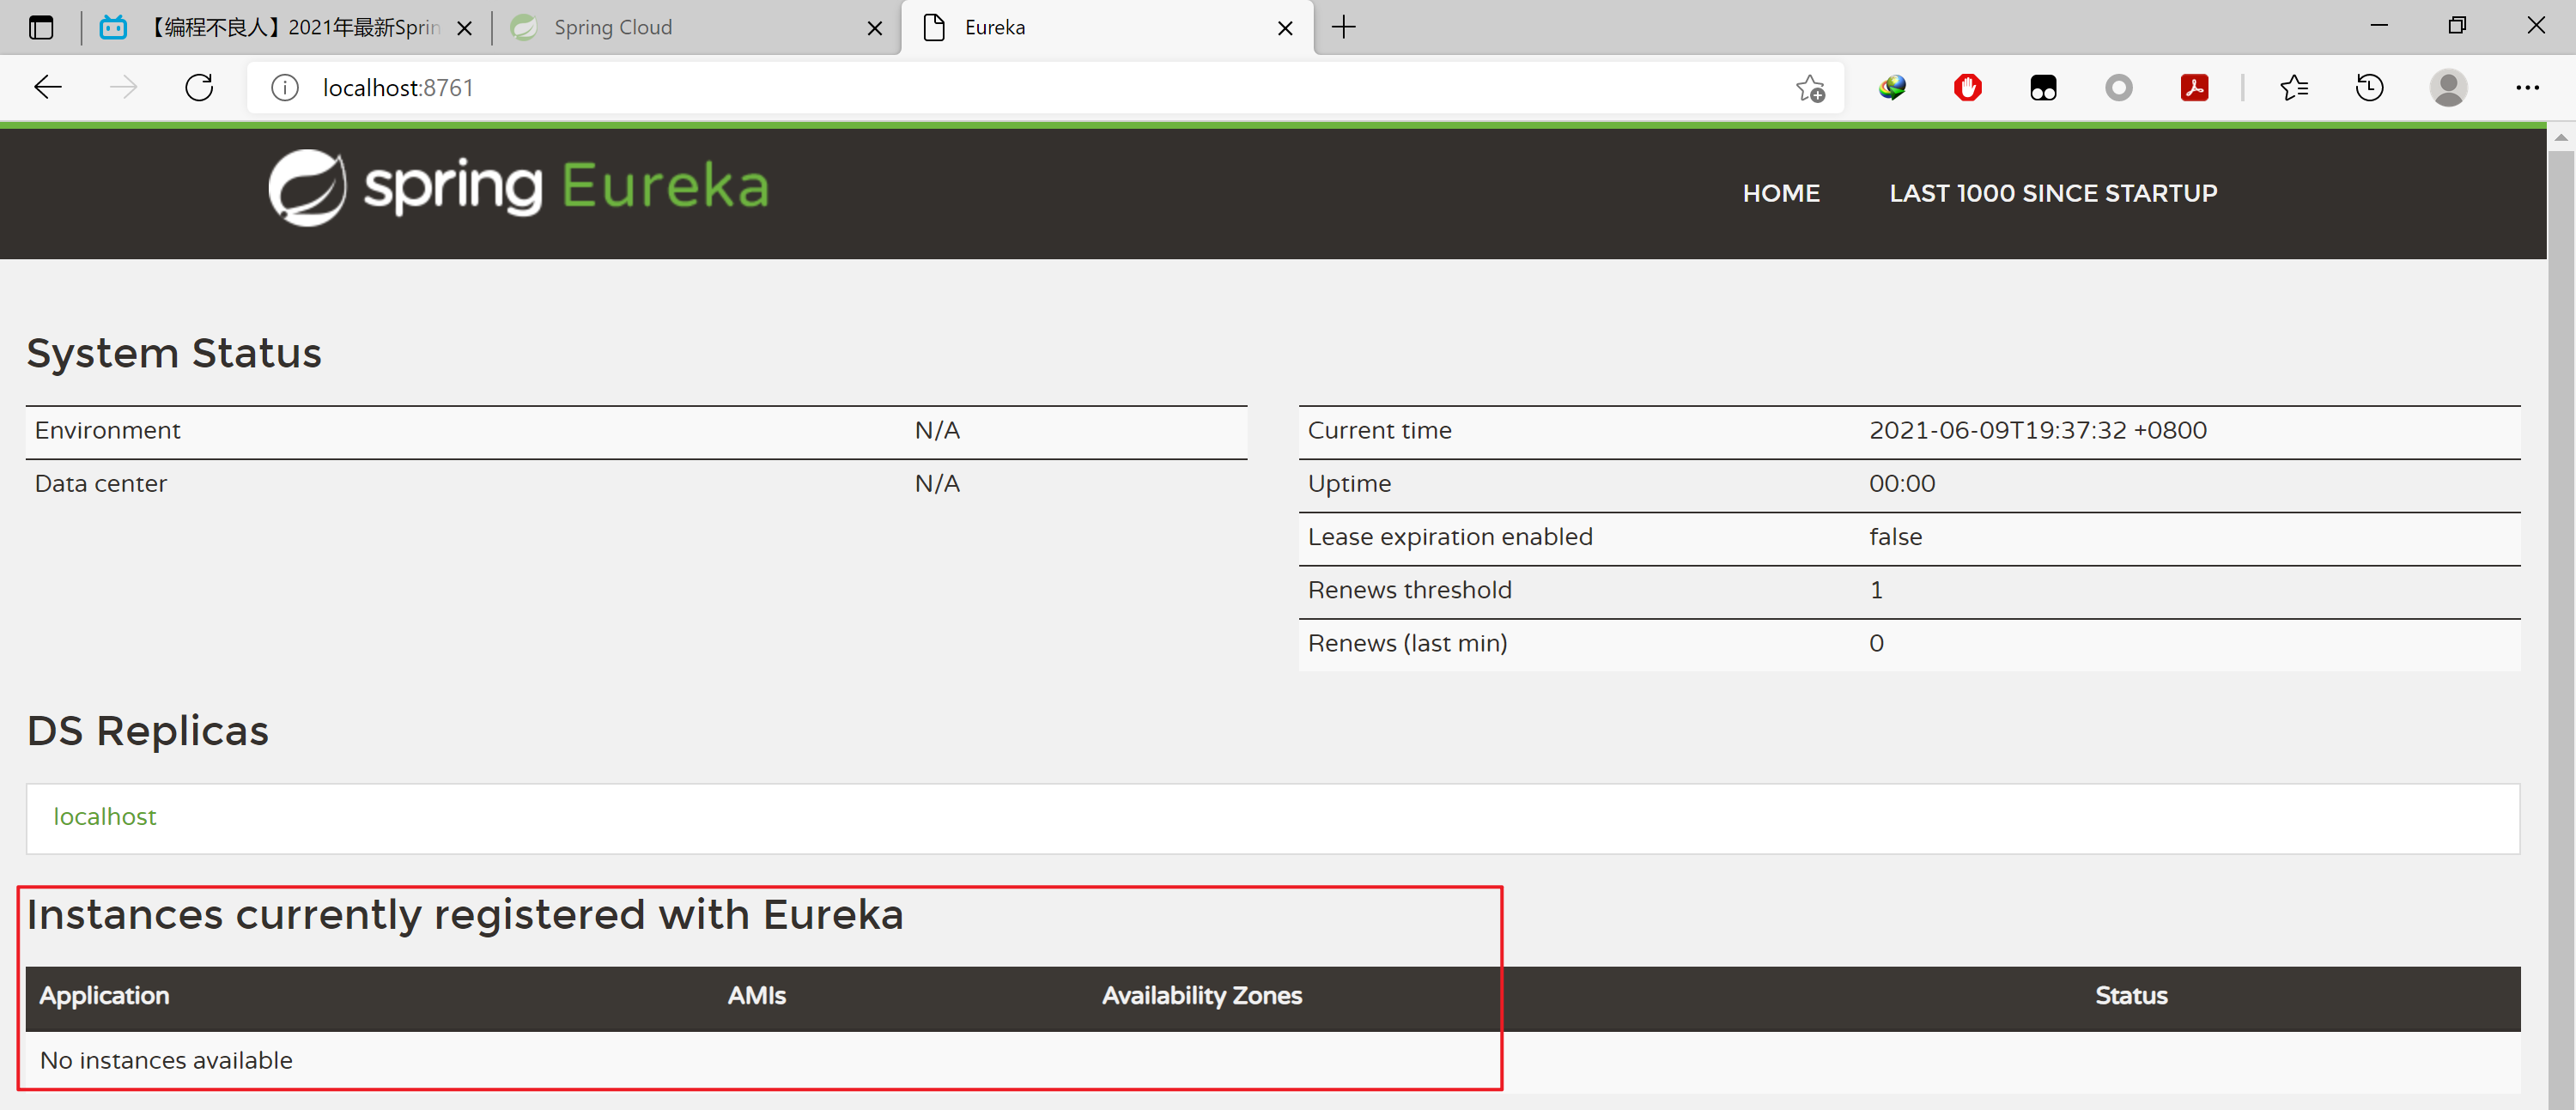 【编程不良人】2021年最新Sprin
Spring Cloud
Eureka
localhost:8761
spring Eureka
HOME
LAST 1000 SINCE STARTUP
System Status
Environment N/A
Data center N/A
Current time 2021-06-09T19:37:32 +0800
Uptime 00:00
Lease expiration enabled false
Renews threshold 1
Renews (last min) 0
DS Replicas
localhost
Instances currently registered with Eureka
Application AMIs Availability Zones Status
No instances available